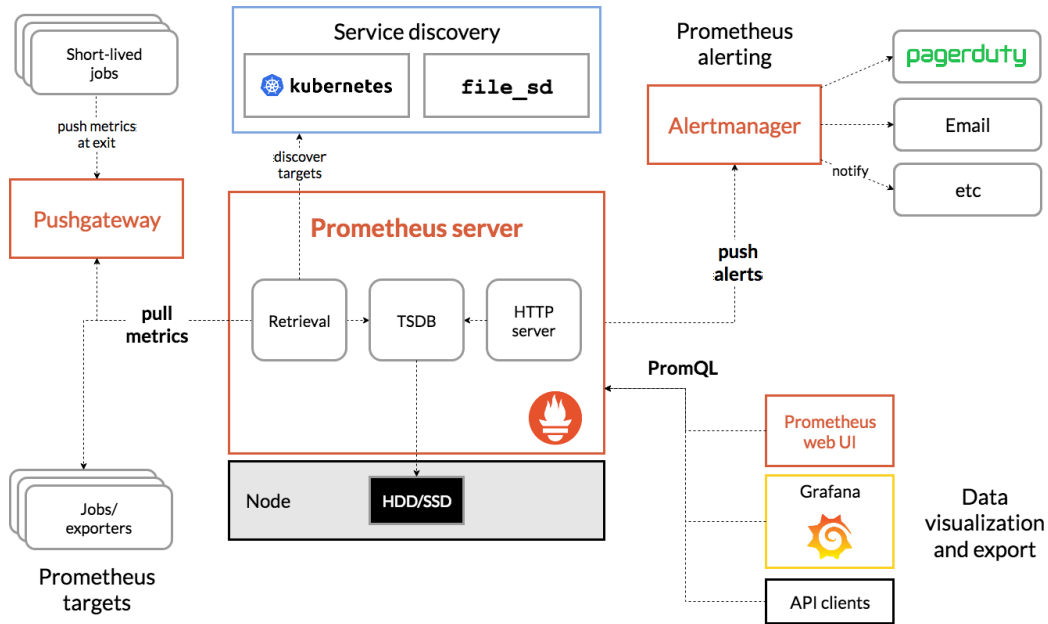 Short-lived
jobs
push metrics
at exit
Pushgateway
pull
metrics
Jobs/
exporters
Prometheus
targets
Service discovery
kubernetes
file_sd
discover
targets
Prometheus server
Retrieval
TSDB
HTTP
server
Node
HDD/SSD
Prometheus
alerting
Alertmanager
pagerduty
Email
etc
notify
push
alerts
PromQL
Prometheus
web UI
Grafana
API clients
Data
visualization
and export